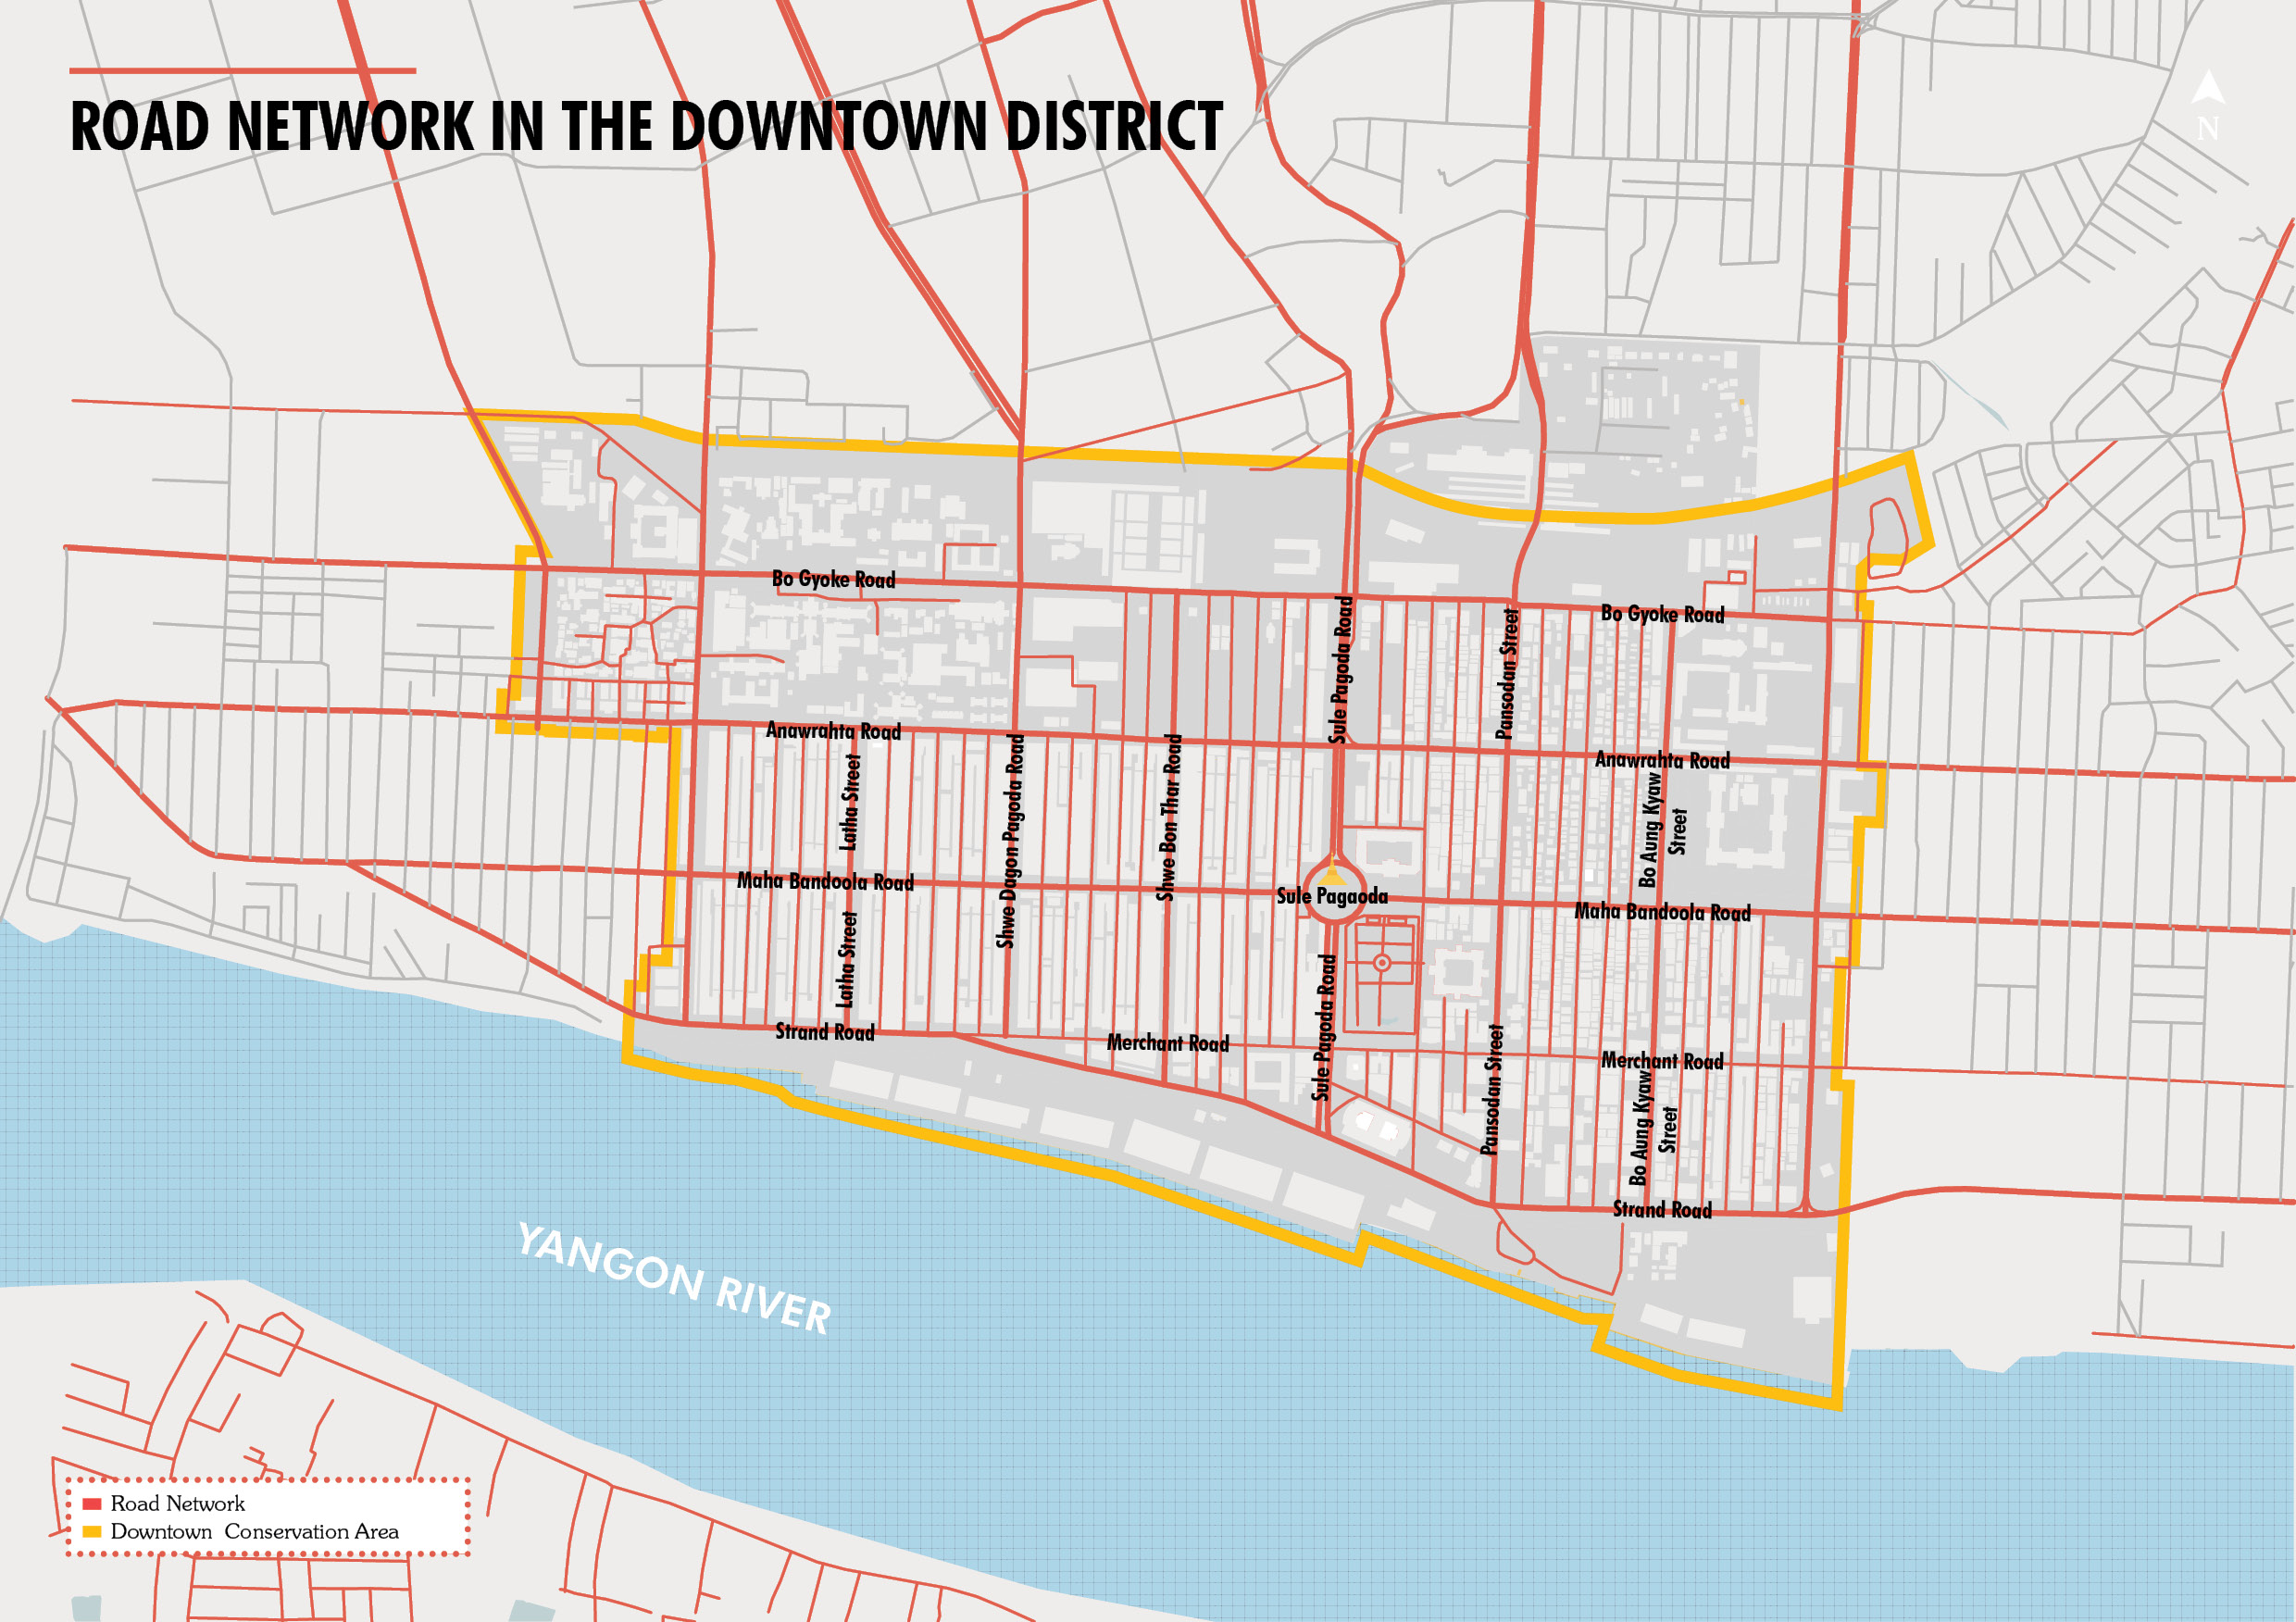 ROAD NETWORK IN THE DOWNTOWN DISTRICT
N
Bo Gyoke Road
Bo Gyoke Road
Sule Pagoda Road
Pansodan Street
Anawrahta Road
Anawrahta Road
Latha Street
Shwe Dagon Pagoda Road
Shwe Bon Thar Road
Bo Aung Kyaw
Street
Maha Bandoola Road
Sule Pagaoda
Maha Bandoola Road
Latha Street
Sule Pagoda Road
Strand Road
Merchant Road
Pansodan Street
Merchant Road
Bo Aung Kyaw
Street
Strand Road
YANGON RIVER
Road Network
Downtown Conservation Area